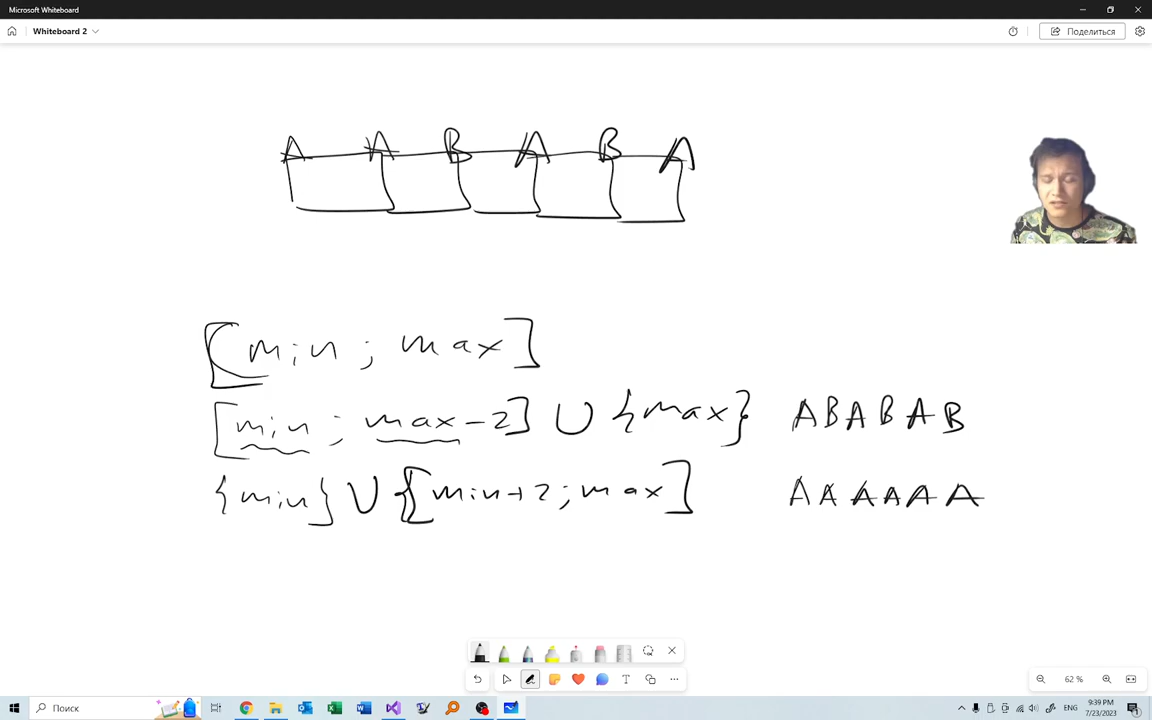 Microsoft Whiteboard
Whiteboard 2
Поделиться
A A B A B A
[min ; max]
[min ; max-2] ∪ {max} ABABAB
{min} ∪ [min+2 ; max] AAAAAA
62 %
Поиск
ENG
9:39 PM
7/23/2023